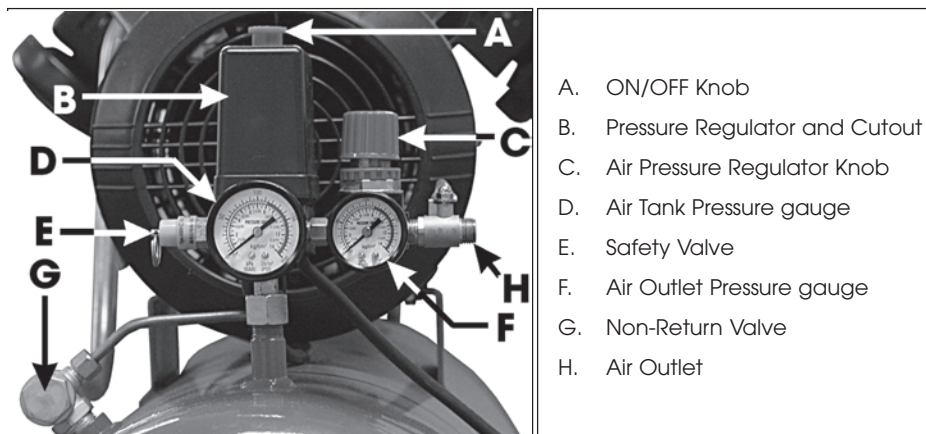 A
B
C
D
E
G
H
F
A. ON/OFF Knob
B. Pressure Regulator and Cutout
C. Air Pressure Regulator Knob
D. Air Tank Pressure gauge
E. Safety Valve
F. Air Outlet Pressure gauge
G. Non-Return Valve
H. Air Outlet